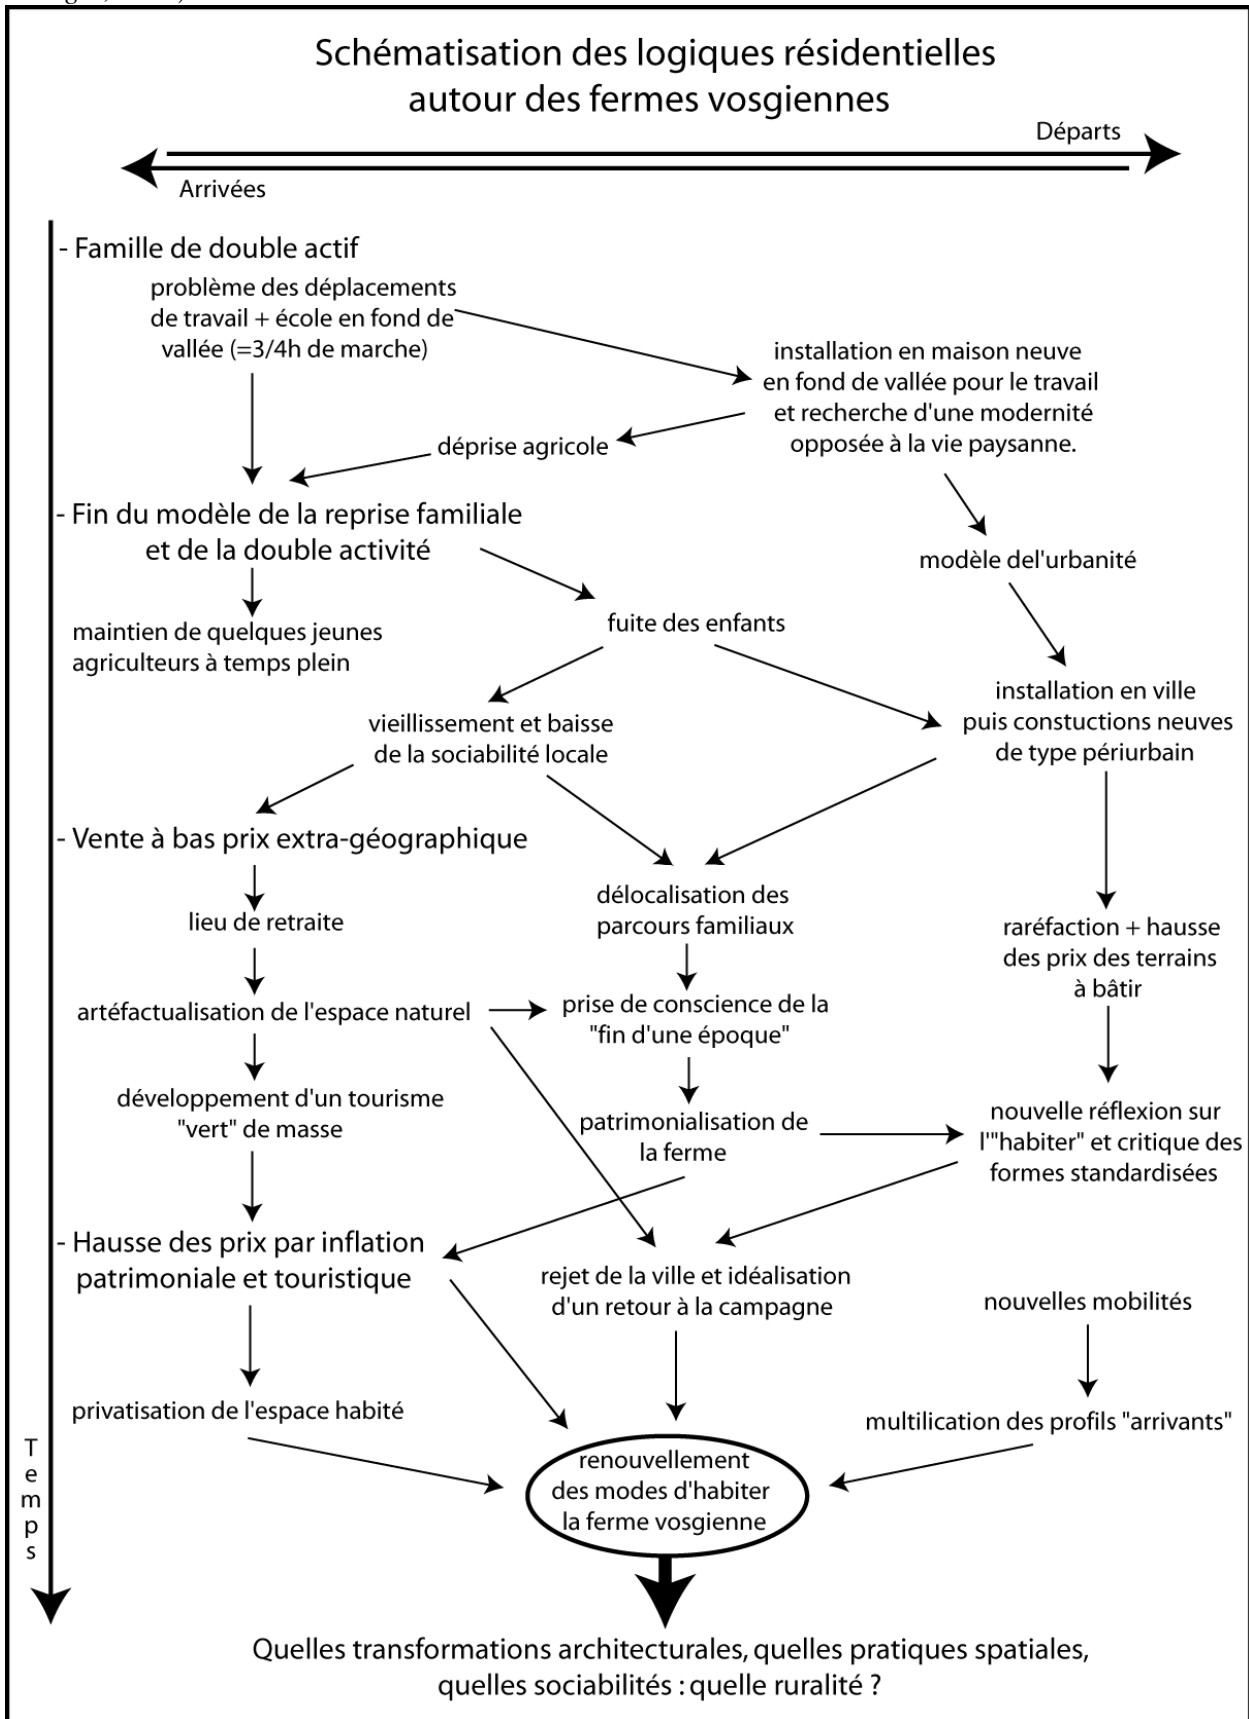 Schématisation des logiques résidentielles
autour des fermes vosgiennes
Départs
Arrivées
- Famille de double actif
problème des déplacements
de travail + école en fond de
vallée (=3/4h de marche)
installation en maison neuve
en fond de vallée pour le travail
et recherche d'une modernité
opposée à la vie paysanne.
déprise agricole
- Fin du modèle de la reprise familiale
et de la double activité
modèle del'urbanité
fuite des enfants
maintien de quelques jeunes
agriculteurs à temps plein
installation en ville
puis constuctions neuves
de type périurbain
vieillissement et baisse
de la sociabilité locale
- Vente à bas prix extra-géographique
délocalisation des
parcours familiaux
lieu de retraite
raréfaction + hausse
des prix des terrains
à bâtir
artéfactualisation de l'espace naturel
prise de conscience de la
"fin d'une époque"
développement d'un tourisme
"vert" de masse
patrimonialisation de
la ferme
nouvelle réflexion sur
l'"habiter" et critique des
formes standardisées
- Hausse des prix par inflation
patrimoniale et touristique
rejet de la ville et idéalisation
d'un retour à la campagne
nouvelles mobilités
privatisation de l'espace habité
multilication des profils "arrivants"
renouvellement
des modes d'habiter
la ferme vosgienne
Temps
Quelles transformations architecturales, quelles pratiques spatiales,
quelles sociabilités : quelle ruralité ?